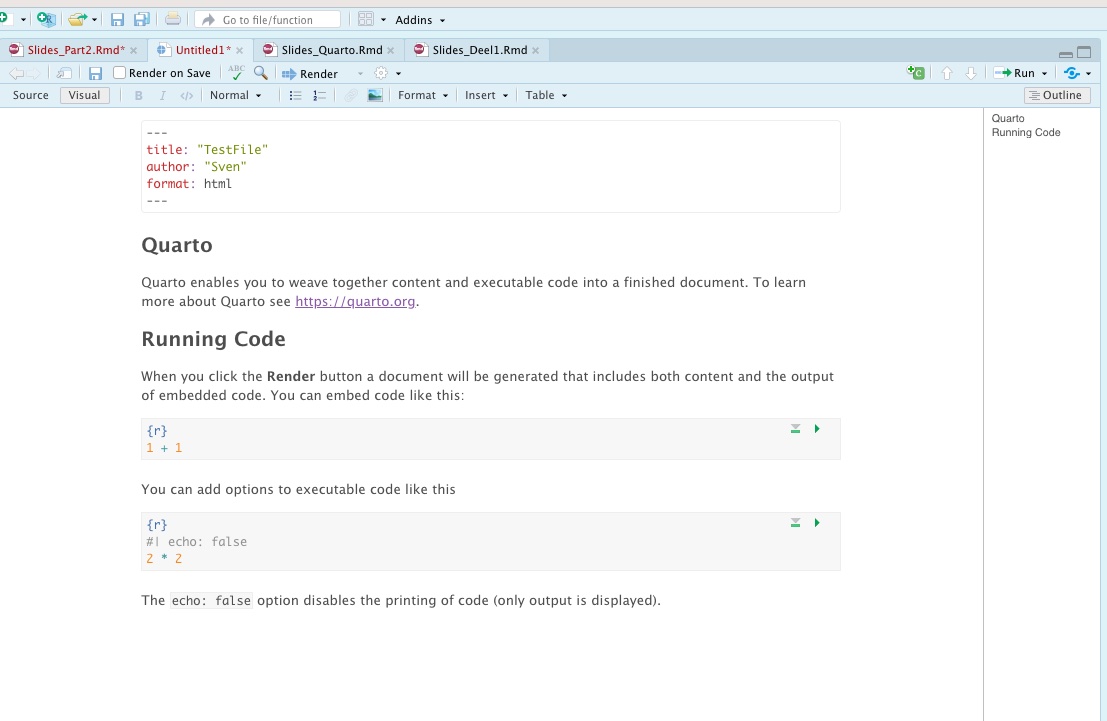 Go to file/function Addins
Slides_Part2.Rmd* Untitled1* Slides_Quarto.Rmd Slides_Deel1.Rmd
Render on Save ABC Render Run
Source Visual B I </> Normal Format Insert Table Outline
Quarto
Running Code
---
title: "TestFile"
author: "Sven"
format: html
---
Quarto
Quarto enables you to weave together content and executable code into a finished document. To learn
more about Quarto see https://quarto.org.
Running Code
When you click the Render button a document will be generated that includes both content and the output
of embedded code. You can embed code like this:
{r}
1 + 1
You can add options to executable code like this
{r}
#| echo: false
2 * 2
The echo: false option disables the printing of code (only output is displayed).